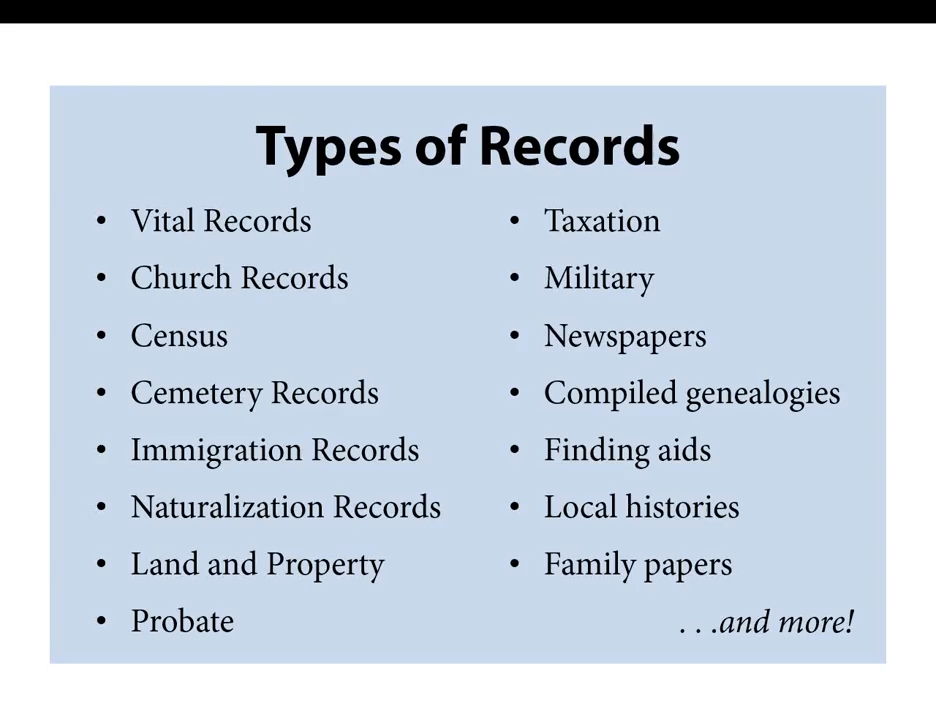 Types of Records
• Vital Records
• Church Records
• Census
• Cemetery Records
• Immigration Records
• Naturalization Records
• Land and Property
• Probate
• Taxation
• Military
• Newspapers
• Compiled genealogies
• Finding aids
• Local histories
• Family papers
. . .and more!